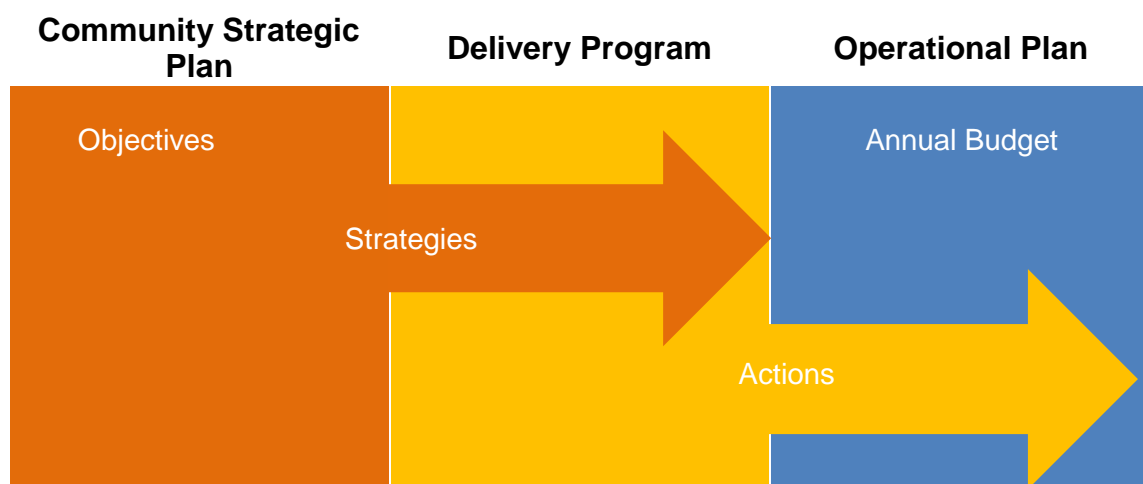 Community Strategic
Plan
Delivery Program
Operational Plan
Objectives
Annual Budget
Strategies
Actions